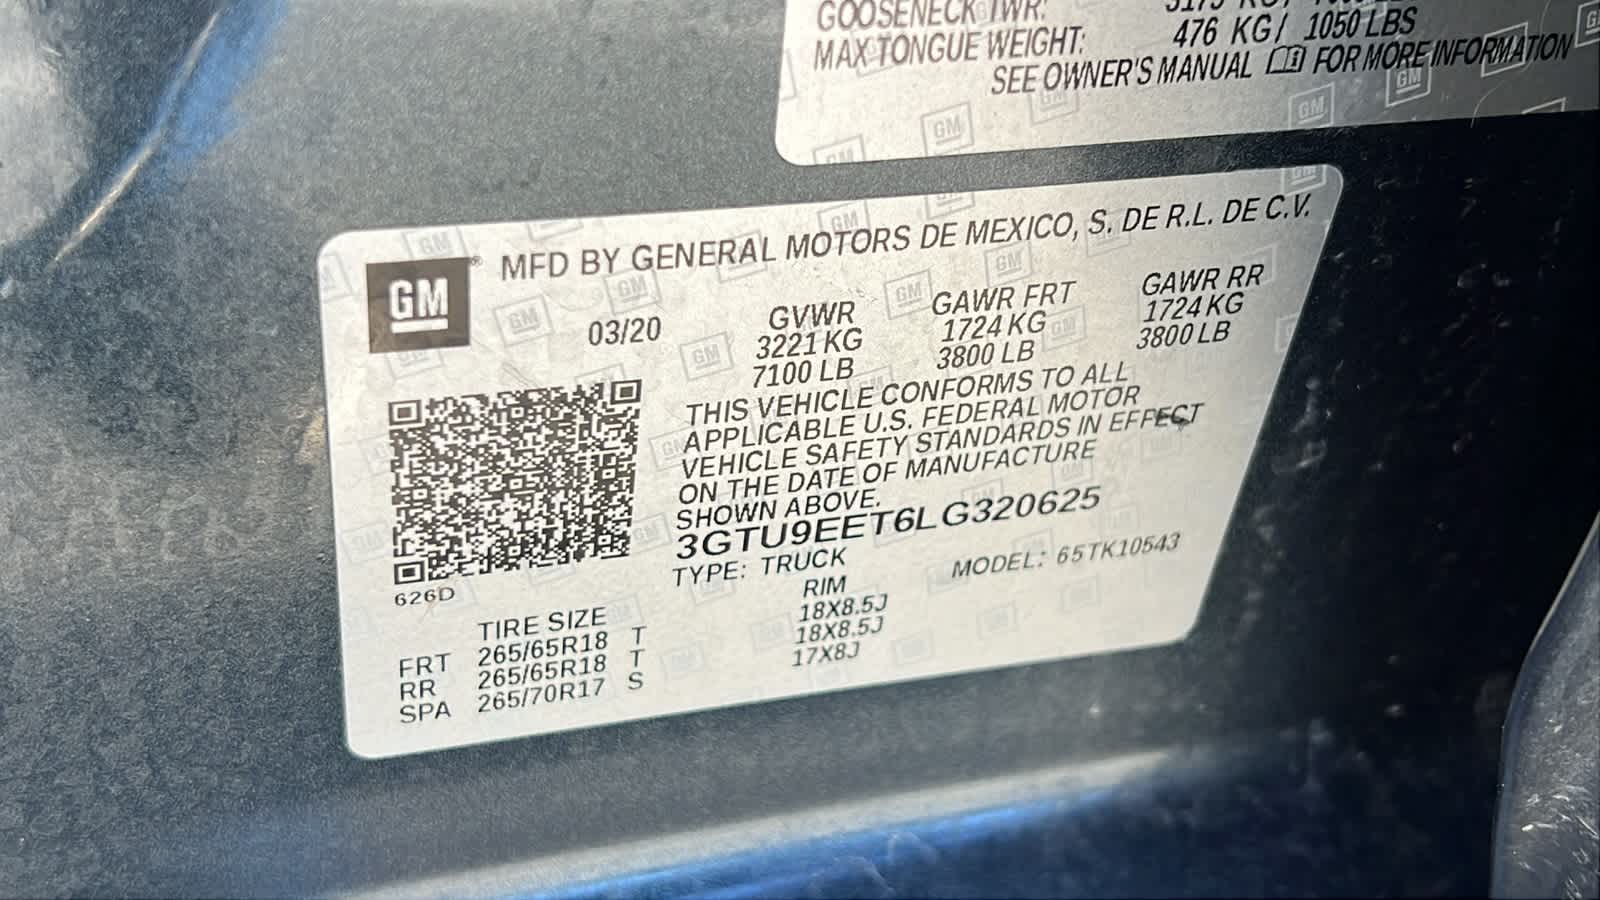 GOOSENECK TWR:
MAX TONGUE WEIGHT: 476 KG / 1050 LBS
SEE OWNER'S MANUAL FOR MORE INFORMATION
GM® MFD BY GENERAL MOTORS DE MEXICO, S. DE R.L. DE C.V.
03/20 GVWR GAWR FRT GAWR RR
3221 KG 1724 KG 1724 KG
7100 LB 3800 LB 3800 LB
THIS VEHICLE CONFORMS TO ALL
APPLICABLE U.S. FEDERAL MOTOR
VEHICLE SAFETY STANDARDS IN EFFECT
ON THE DATE OF MANUFACTURE
SHOWN ABOVE.
3GTU9EET6LG320625
TYPE: TRUCK MODEL: 65TK10543
626D
TIRE SIZE RIM
FRT 265/65R18 T 18X8.5J
RR 265/65R18 T 18X8.5J
SPA 265/70R17 S 17X8J